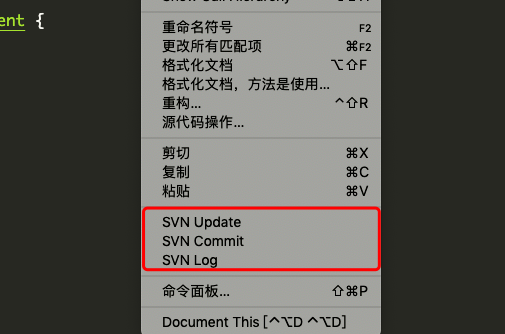 ent {
重命名符号 F2
更改所有匹配项 ⌘F2
格式化文档 ⌥⇧F
格式化文档，方法是使用...
重构... ^⇧R
源代码操作...
剪切 ⌘X
复制 ⌘C
粘贴 ⌘V
SVN Update
SVN Commit
SVN Log
命令面板... ⇧⌘P
Document This [^⌥D ^⌥D]